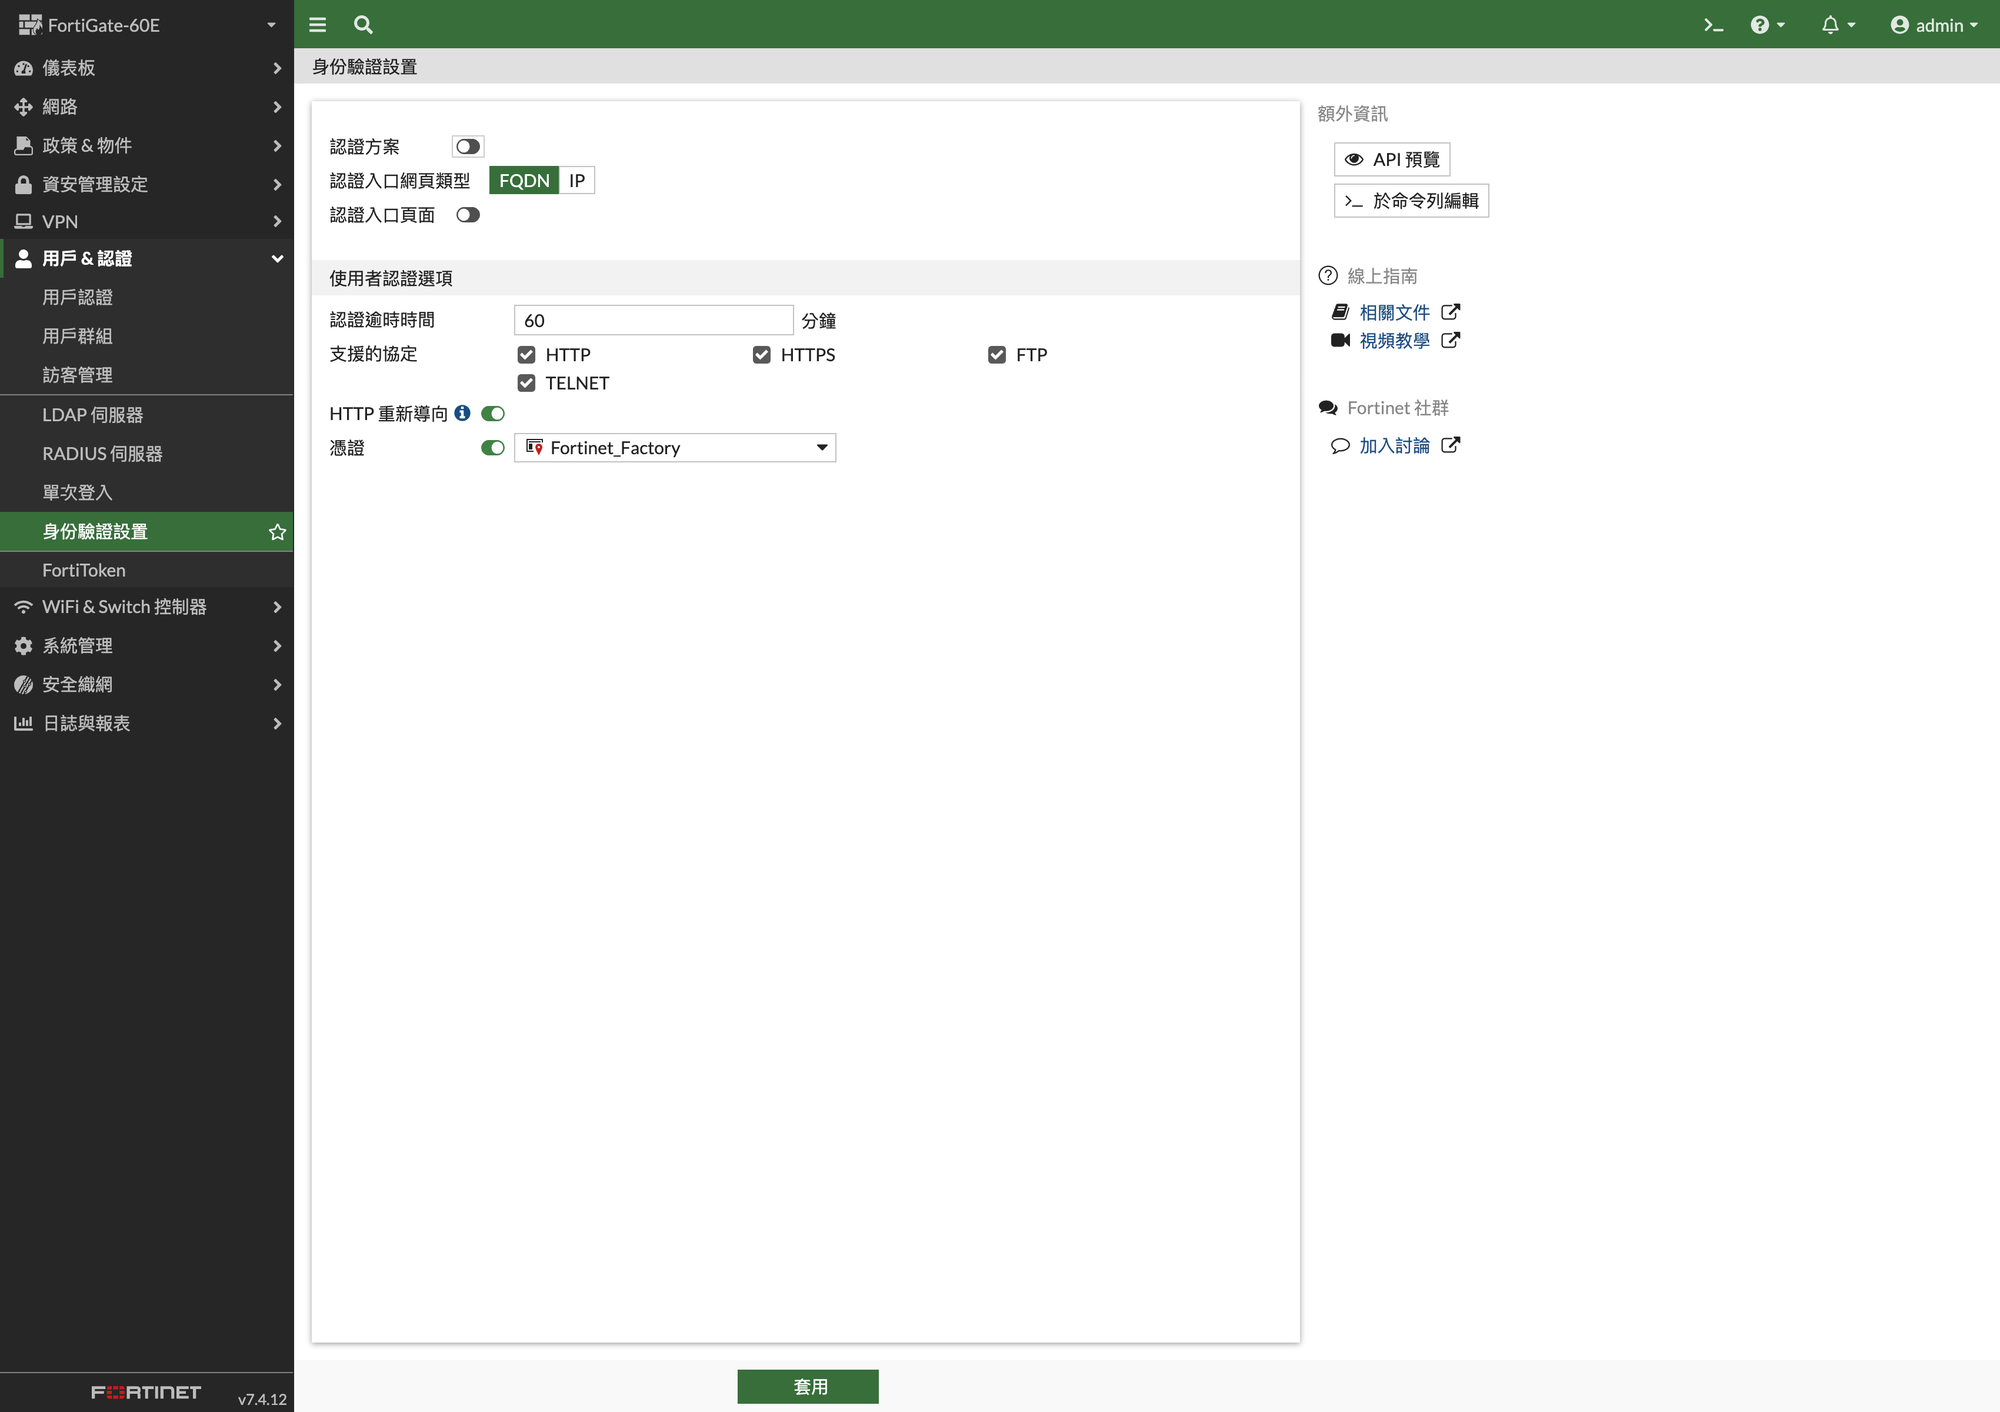 FortiGate-60E
admin
儀表板
網路
政策 & 物件
資安管理設定
VPN
用戶 & 認證
用戶認證
用戶群組
訪客管理
LDAP 伺服器
RADIUS 伺服器
單次登入
身份驗證設置
FortiToken
WiFi & Switch 控制器
系統管理
安全織網
日誌與報表
FORTINET
v7.4.12
身份驗證設置
認證方案
認證入口網頁類型 FQDN IP
認證入口頁面
使用者認證選項
認證逾時時間 60 分鐘
支援的協定 HTTP HTTPS FTP
TELNET
HTTP 重新導向
憑證 Fortinet_Factory
套用
額外資訊
API 預覽
>_ 於命令列編輯
線上指南
相關文件
視頻教學
Fortinet 社群
加入討論